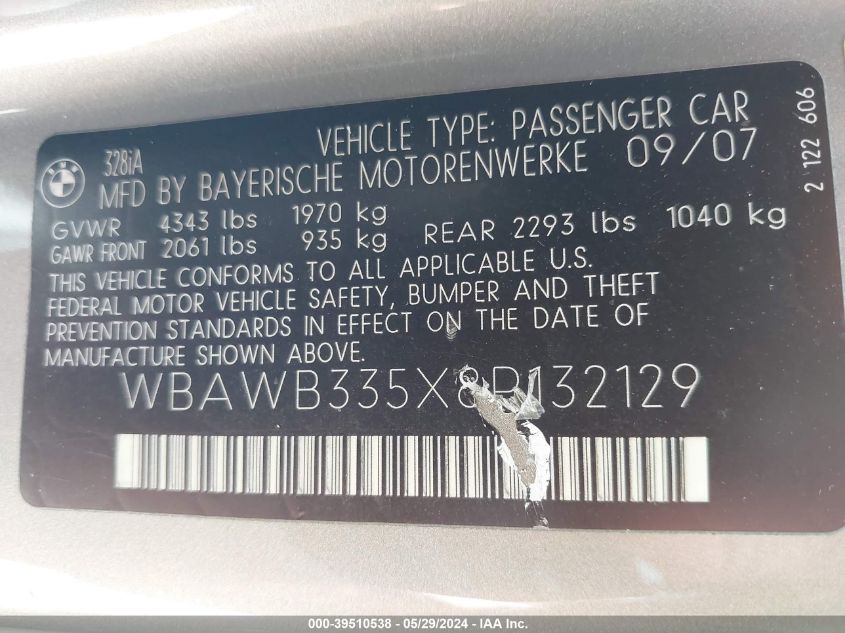 BMW
328iA
VEHICLE TYPE: PASSENGER CAR
MFD BY BAYERISCHE MOTORENWERKE 09/07
GVWR 4343 lbs 1970 kg
GAWR FRONT 2061 lbs 935 kg REAR 2293 lbs 1040 kg
THIS VEHICLE CONFORMS TO ALL APPLICABLE U.S.
FEDERAL MOTOR VEHICLE SAFETY, BUMPER AND THEFT
PREVENTION STANDARDS IN EFFECT ON THE DATE OF
MANUFACTURE SHOWN ABOVE.
WBAWB335X8P132129
2 122 606
000-39510538 - 05/29/2024 - IAA Inc.